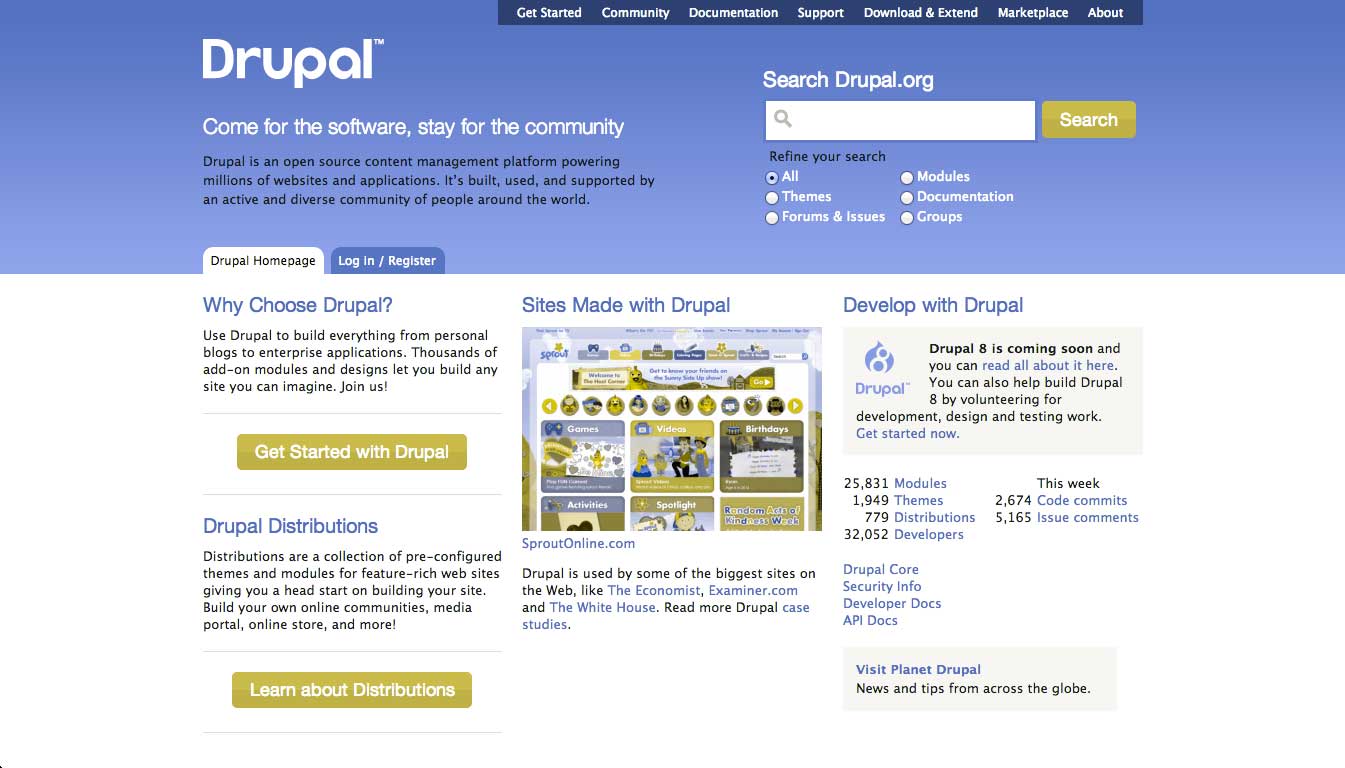 Get Started Community Documentation Support Download & Extend Marketplace About
Drupal™
Come for the software, stay for the community
Drupal is an open source content management platform powering
millions of websites and applications. It’s built, used, and supported by
an active and diverse community of people around the world.
Search Drupal.org
Search
Refine your search
All Modules
Themes Documentation
Forums & Issues Groups
Drupal Homepage Log in / Register
Why Choose Drupal?
Use Drupal to build everything from personal
blogs to enterprise applications. Thousands of
add-on modules and designs let you build any
site you can imagine. Join us!
Get Started with Drupal
Drupal Distributions
Distributions are a collection of pre-configured
themes and modules for feature-rich web sites
giving you a head start on building your site.
Build your own online communities, media
portal, online store, and more!
Learn about Distributions
Sites Made with Drupal
sprout
Search
Welcome to
The Host Corner
Get to know your friends on
the Sunny Side Up show!
Go
Games Videos Birthdays
Activities Spotlight
Random Acts of
Kindness Week
SproutOnline.com
Drupal is used by some of the biggest sites on
the Web, like The Economist, Examiner.com
and The White House. Read more Drupal case
studies.
Develop with Drupal
Drupal™
Drupal 8 is coming soon and
you can read all about it here.
You can also help build Drupal
8 by volunteering for
development, design and testing work.
Get started now.
25,831 Modules
1,949 Themes
779 Distributions
32,052 Developers
This week
2,674 Code commits
5,165 Issue comments
Drupal Core
Security Info
Developer Docs
API Docs
Visit Planet Drupal
News and tips from across the globe.